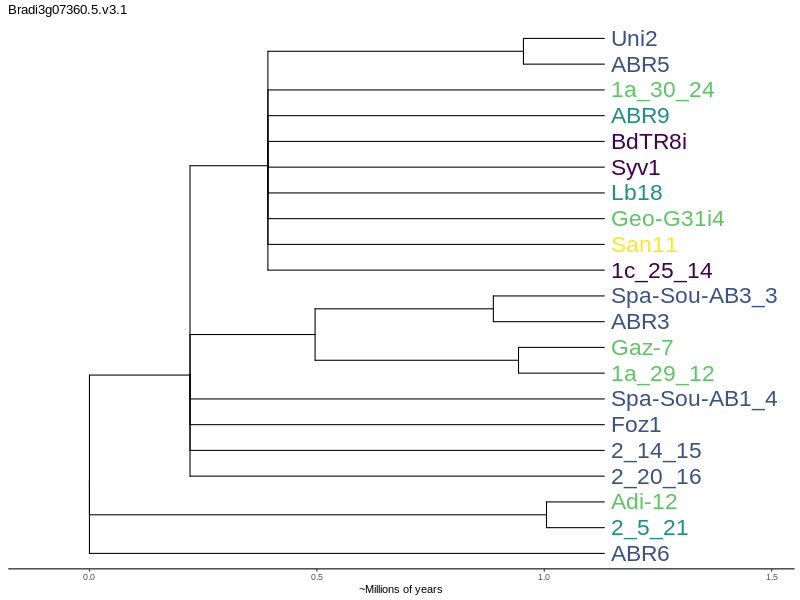 Bradi3g07360.5.v3.1
Uni2
ABR5
1a_30_24
ABR9
BdTR8i
Syv1
Lb18
Geo-G31i4
San11
1c_25_14
Spa-Sou-AB3_3
ABR3
Gaz-7
1a_29_12
Spa-Sou-AB1_4
Foz1
2_14_15
2_20_16
Adi-12
2_5_21
ABR6
0.0 0.5 1.0 1.5
~Millions of years